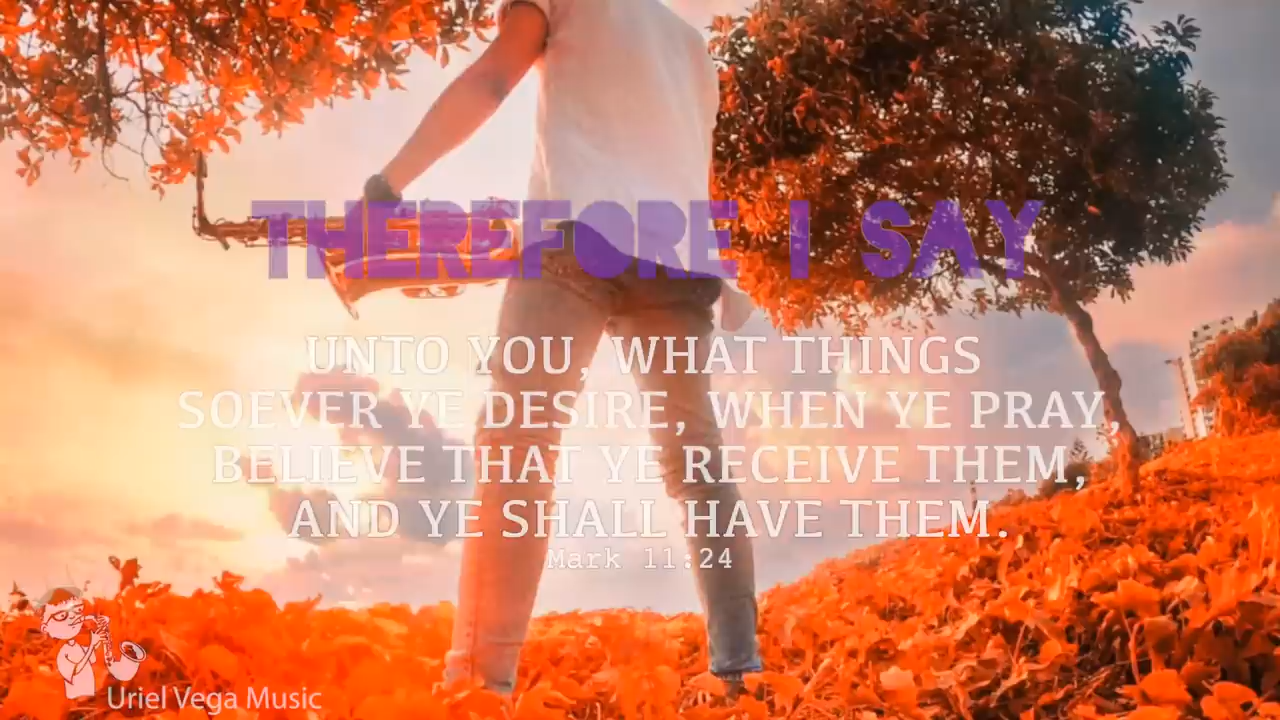 THEREFORE I SAY
UNTO YOU, WHAT THINGS
SOEVER YE DESIRE, WHEN YE PRAY,
BELIEVE THAT YE RECEIVE THEM,
AND YE SHALL HAVE THEM.
Mark 11:24
Uriel Vega Music